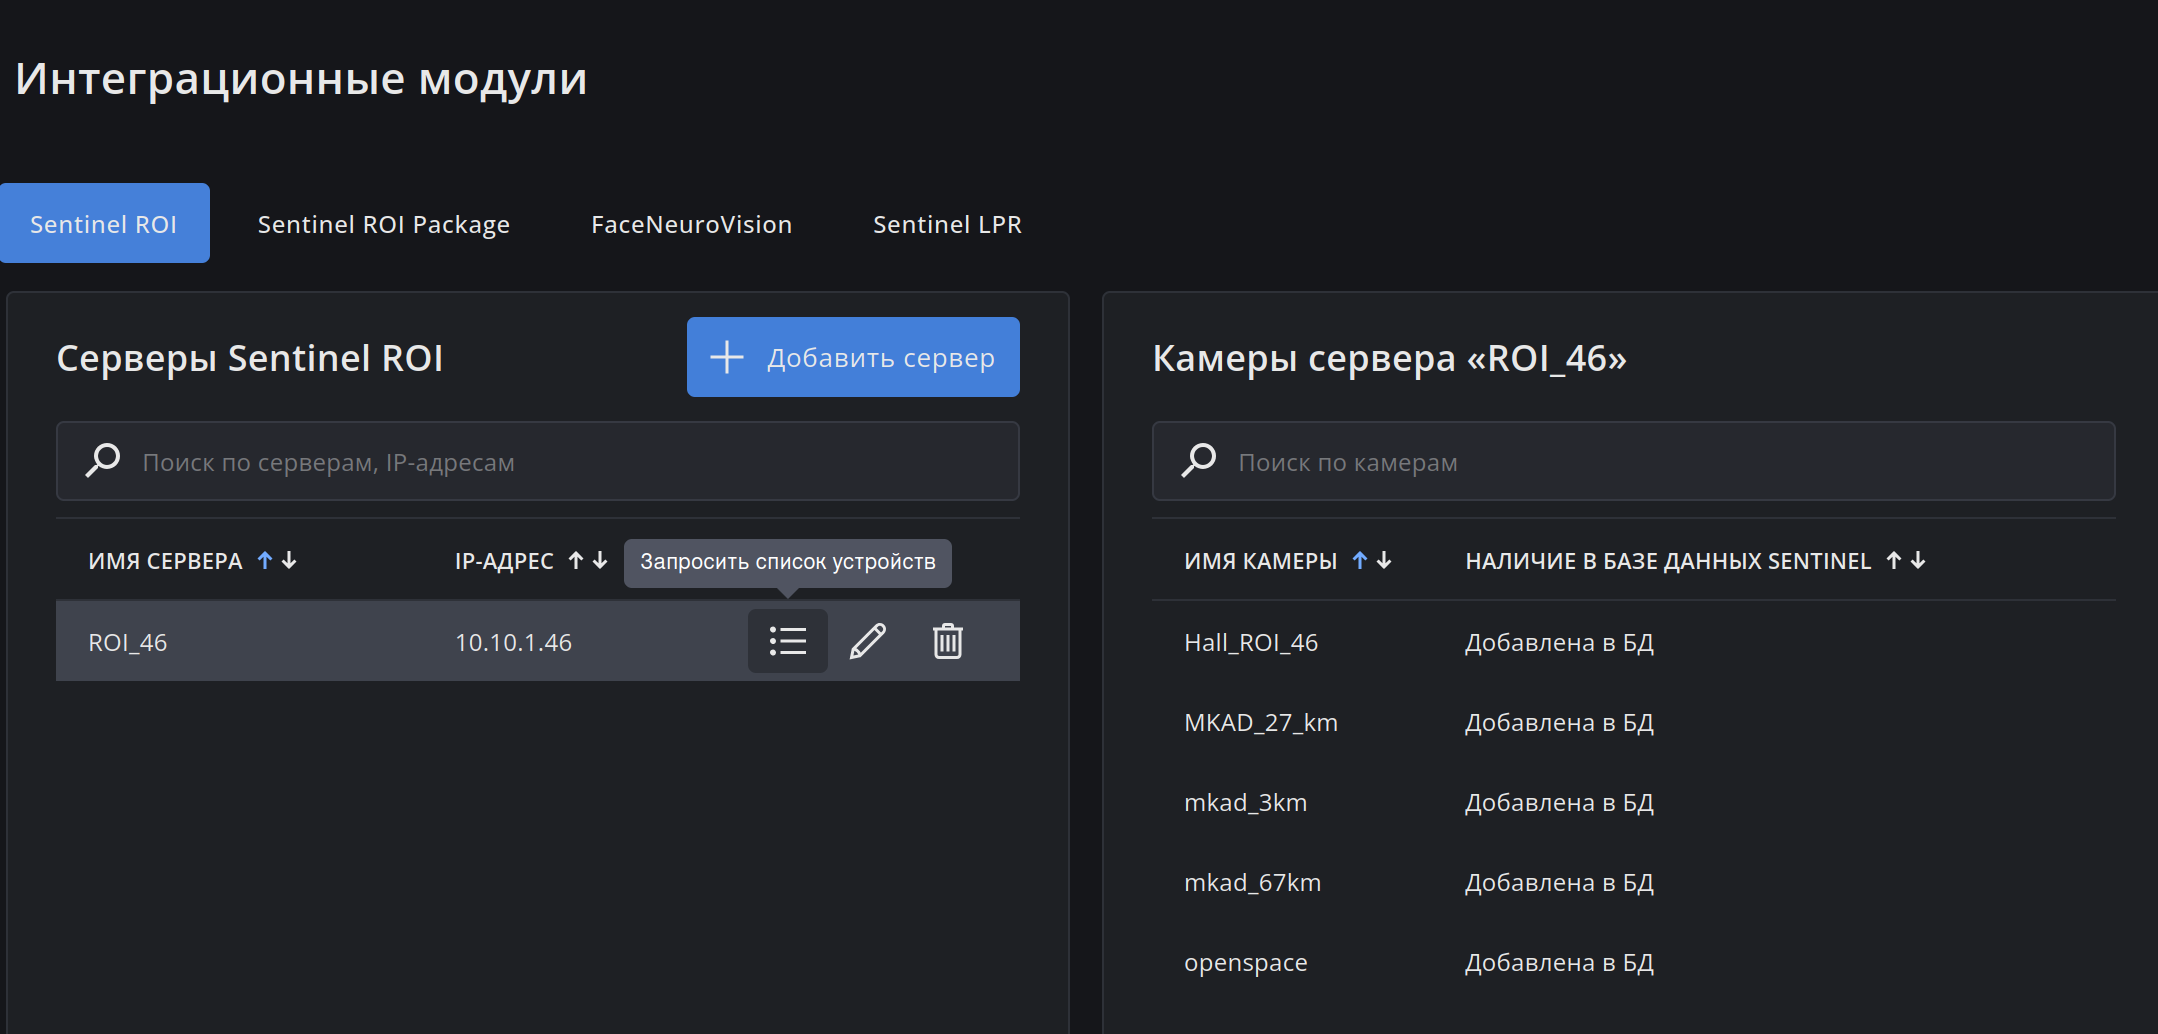 Интеграционные модули
Sentinel ROI
Sentinel ROI Package
FaceNeuroVision
Sentinel LPR
Серверы Sentinel ROI
Добавить сервер
Поиск по серверам, IP-адресам
ИМЯ СЕРВЕРА
IP-АДРЕС
Запросить список устройств
ROI_46
10.10.1.46
Камеры сервера «ROI_46»
Поиск по камерам
ИМЯ КАМЕРЫ
НАЛИЧИЕ В БАЗЕ ДАННЫХ SENTINEL
Hall_ROI_46
Добавлена в БД
MKAD_27_km
Добавлена в БД
mkad_3km
Добавлена в БД
mkad_67km
Добавлена в БД
openspace
Добавлена в БД